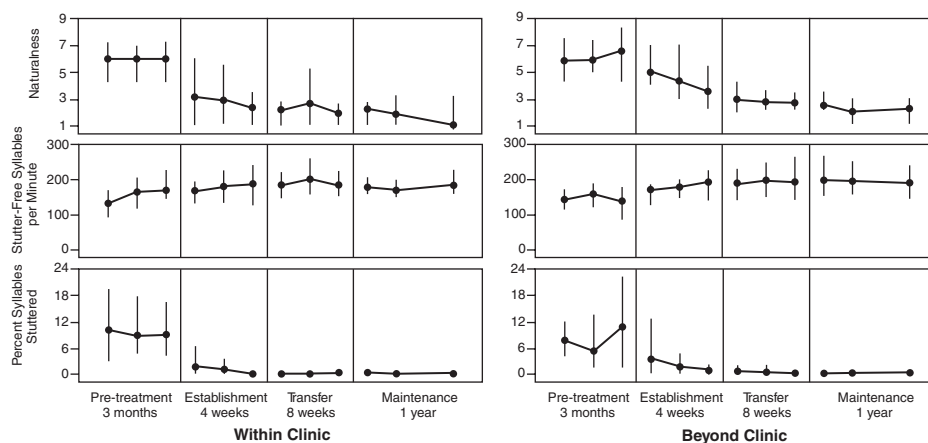 Naturalness
9
7
5
3
1
9
7
5
3
1
Stutter-Free Syllables
per Minute
300
200
100
0
300
200
100
0
Percent Syllables
Stuttered
24
18
12
6
0
24
18
12
6
0
Pre-treatment
3 months
Establishment
4 weeks
Transfer
8 weeks
Maintenance
1 year
Pre-treatment
3 months
Establishment
4 weeks
Transfer
8 weeks
Maintenance
1 year
Within Clinic
Beyond Clinic